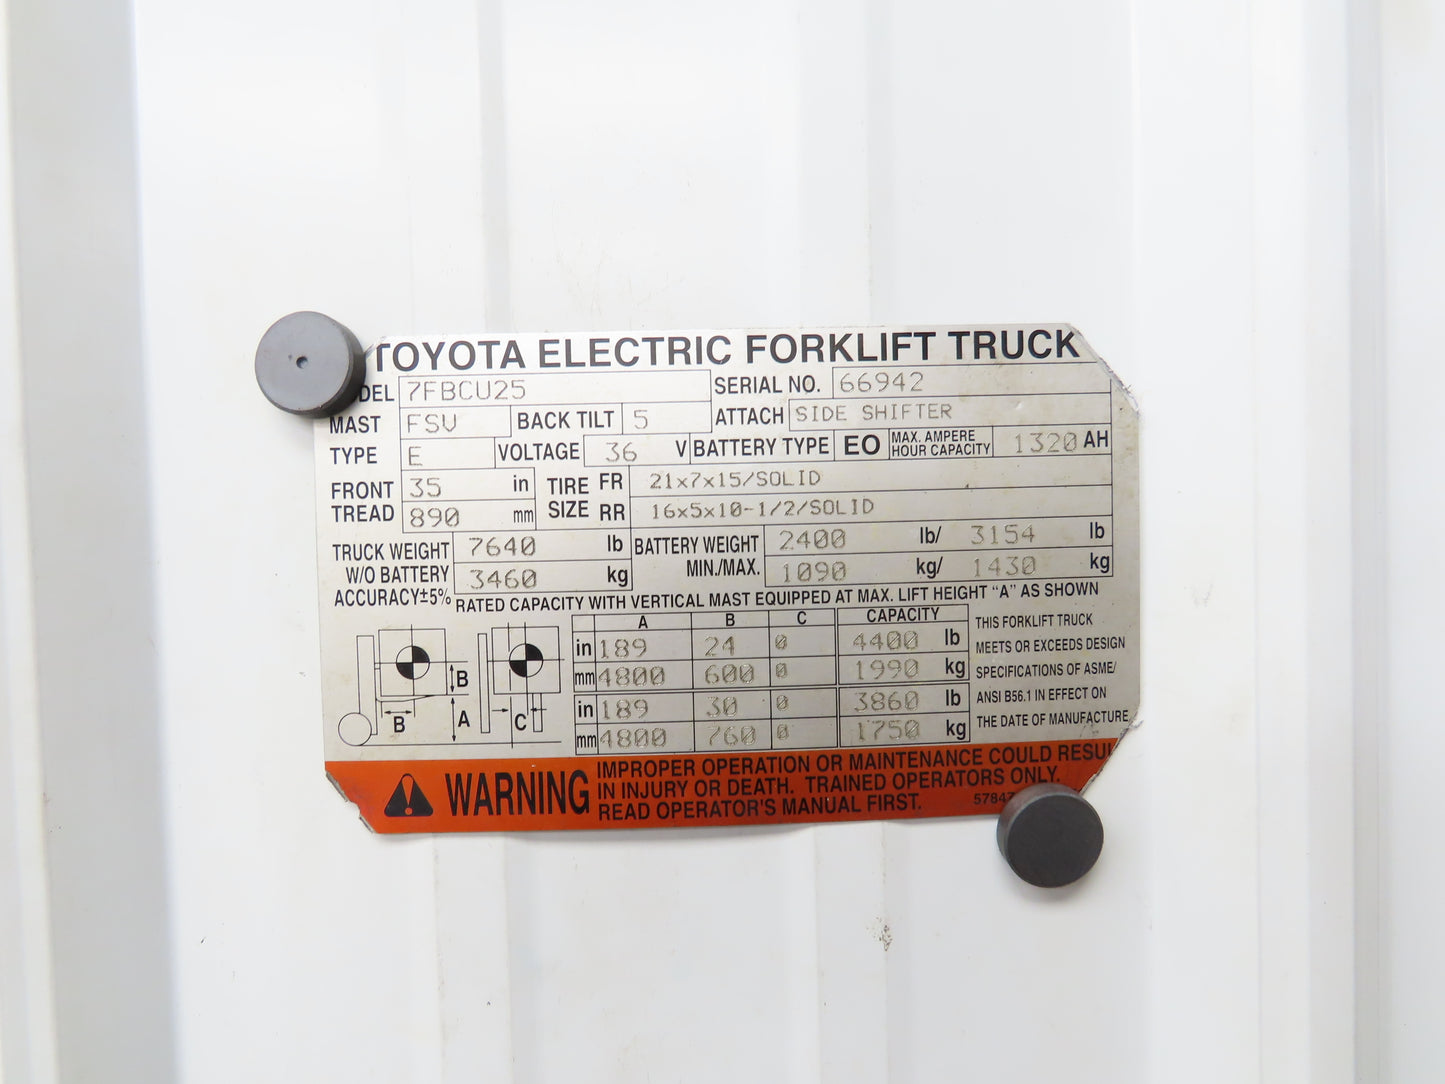 TOYOTA ELECTRIC FORKLIFT TRUCK
MODEL 7FBCU25 SERIAL NO. 66942
MAST FSV BACK TILT 5 ATTACH SIDE SHIFTER
TYPE E VOLTAGE 36 V BATTERY TYPE EO MAX. AMPERE HOUR CAPACITY 1320 AH
FRONT TREAD 35 in TIRE SIZE FR 21x7x15/SOLID
890 mm RR 16x5x10-1/2/SOLID
TRUCK WEIGHT 7640 lb BATTERY WEIGHT 2400 lb/ 3154 lb
W/O BATTERY 3460 kg MIN./MAX. 1090 kg/ 1430 kg
ACCURACY±5% RATED CAPACITY WITH VERTICAL MAST EQUIPPED AT MAX. LIFT HEIGHT "A" AS SHOWN
A B C CAPACITY
in 189 24 0 4400 lb
mm 4800 600 0 1990 kg
in 189 30 0 3860 lb
mm 4800 760 0 1750 kg
B
B
A
C
THIS FORKLIFT TRUCK
MEETS OR EXCEEDS DESIGN
SPECIFICATIONS OF ASME/
ANSI B56.1 IN EFFECT ON
THE DATE OF MANUFACTURE
WARNING
IMPROPER OPERATION OR MAINTENANCE COULD RESUL
IN INJURY OR DEATH. TRAINED OPERATORS ONLY.
READ OPERATOR'S MANUAL FIRST.